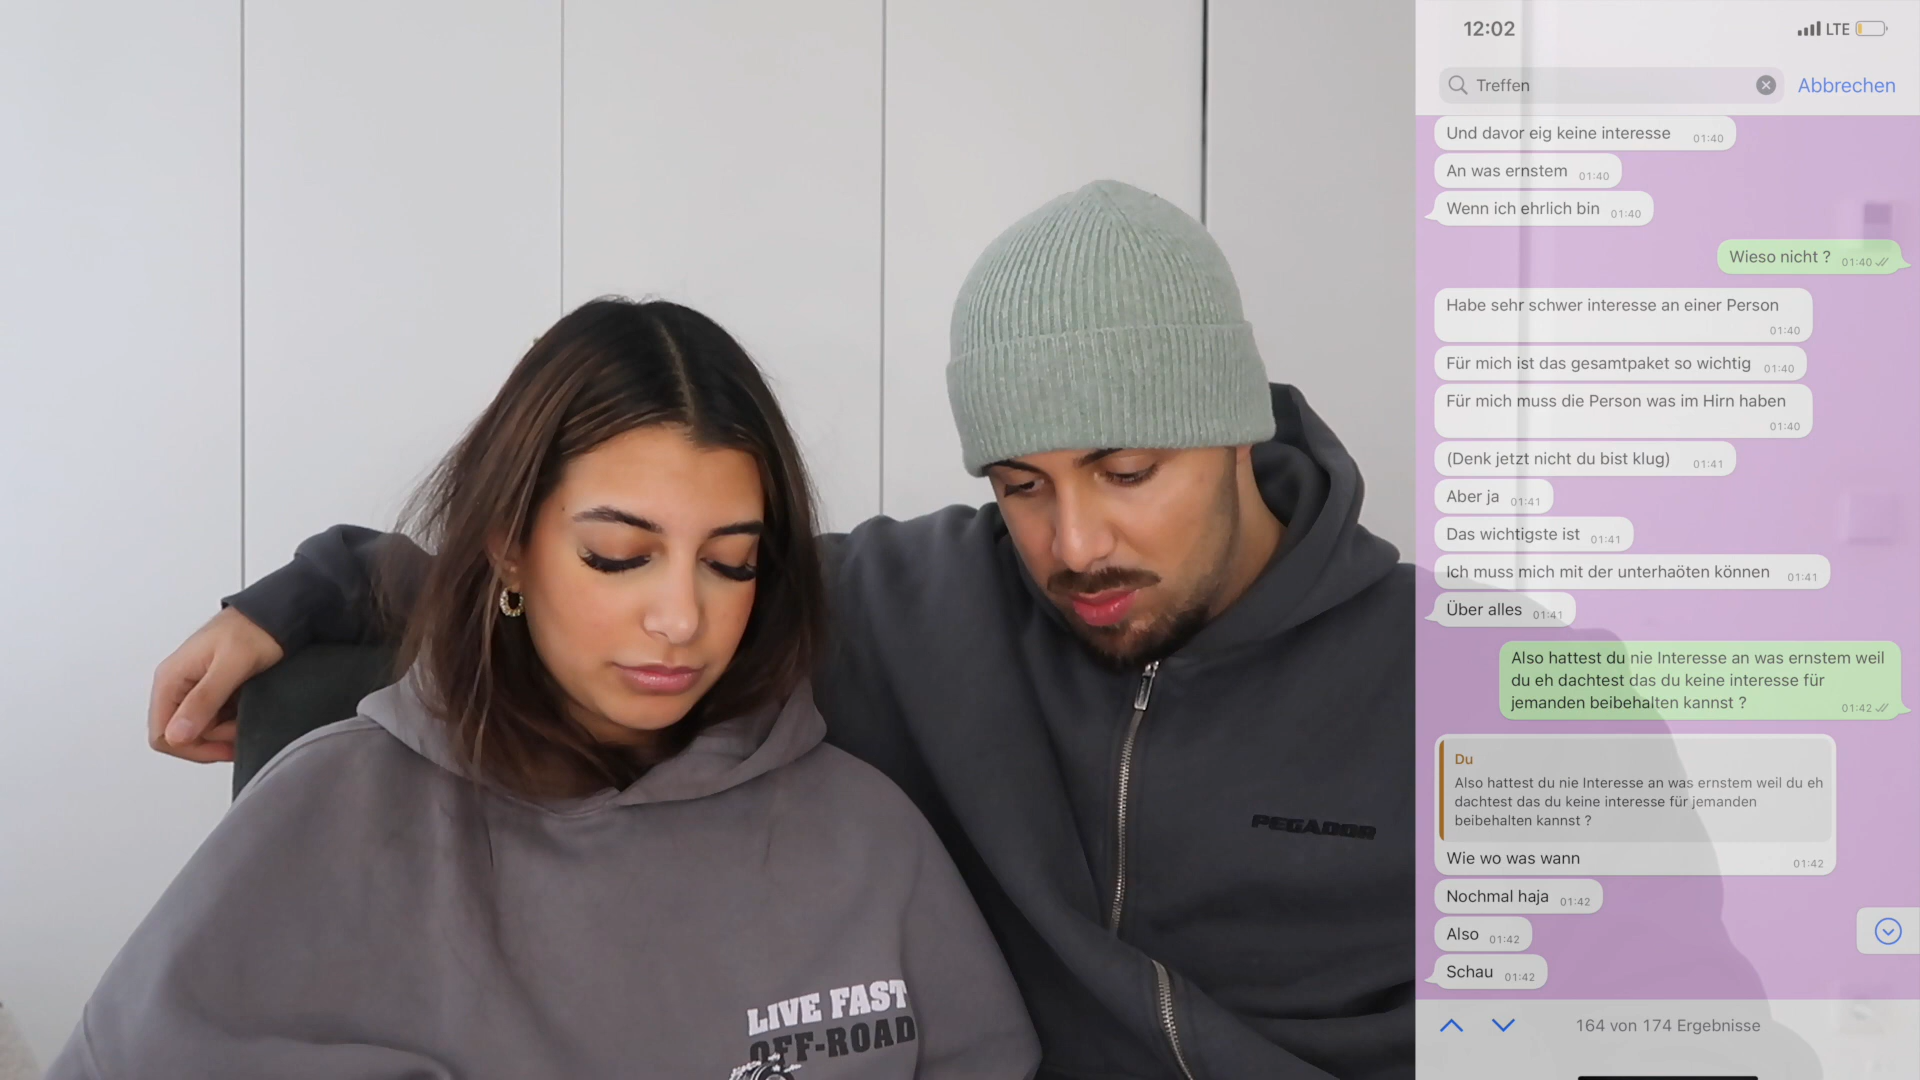 12:02
LTE
Treffen
Abbrechen
Und davor eig keine interesse 01:40
An was ernstem 01:40
Wenn ich ehrlich bin 01:40
Wieso nicht ? 01:40
Habe sehr schwer interesse an einer Person
01:40
Für mich ist das gesamtpaket so wichtig 01:40
Für mich muss die Person was im Hirn haben
01:40
(Denk jetzt nicht du bist klug) 01:41
Aber ja 01:41
Das wichtigste ist 01:41
Ich muss mich mit der unterhaöten können 01:41
Über alles 01:41
Also hattest du nie Interesse an was ernstem weil
du eh dachtest das du keine interesse für
jemanden beibehalten kannst ? 01:42
Du
Also hattest du nie Interesse an was ernstem weil du eh
dachtest das du keine interesse für jemanden
beibehalten kannst ?
Wie wo was wann 01:42
Nochmal haja 01:42
Also 01:42
Schau 01:42
164 von 174 Ergebnisse
PEGADOR
LIVE FAST
OFF-ROAD